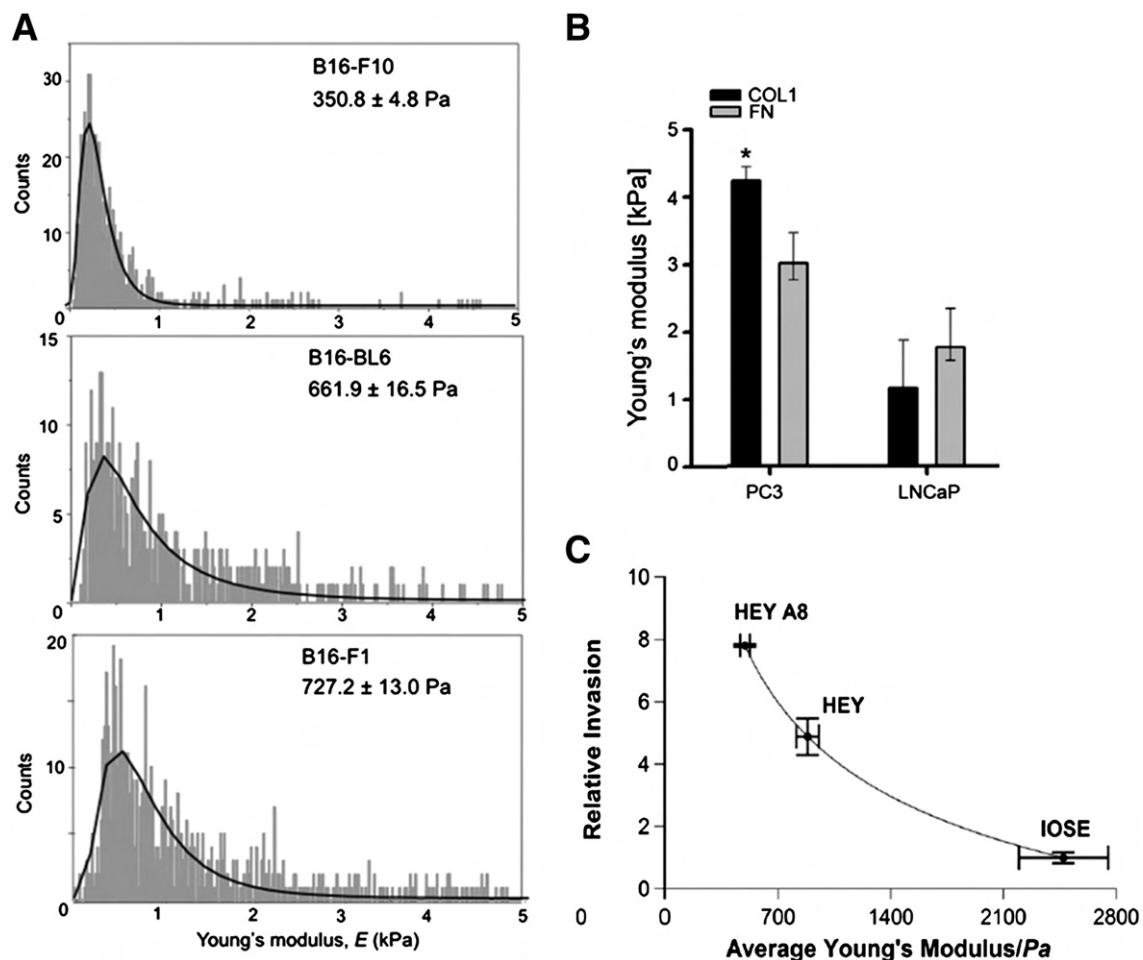 A
B16-F10
350.8 ± 4.8 Pa
Counts
30
20
10
0 1 2 3 4 5
B16-BL6
661.9 ± 16.5 Pa
Counts
15
10
5
0 1 2 3 4 5
B16-F1
727.2 ± 13.0 Pa
Counts
20
10
0 1 2 3 4 5
Young's modulus, E (kPa)
B
COL1
FN
Young's modulus [kPa]
5
4
3
2
1
0
*
PC3 LNCaP
C
Relative Invasion
10
8
6
4
2
0
HEY A8
HEY
IOSE
0 0 700 1400 2100 2800
Average Young's Modulus/Pa